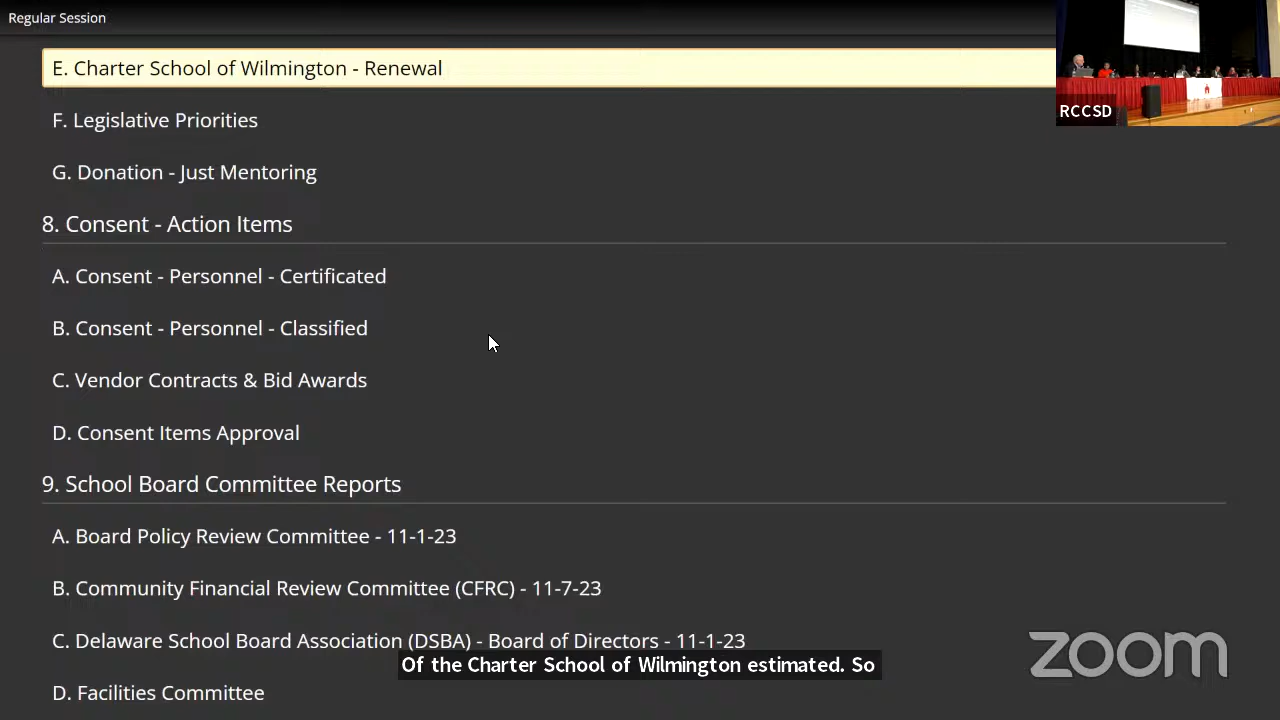 Regular Session
E. Charter School of Wilmington - Renewal
RCCSD
F. Legislative Priorities
G. Donation - Just Mentoring
8. Consent - Action Items
A. Consent - Personnel - Certificated
B. Consent - Personnel - Classified
C. Vendor Contracts & Bid Awards
D. Consent Items Approval
9. School Board Committee Reports
A. Board Policy Review Committee - 11-1-23
B. Community Financial Review Committee (CFRC) - 11-7-23
C. Delaware School Board Association (DSBA) - Board of Directors - 11-1-23
Of the Charter School of Wilmington estimated. So
zoom
D. Facilities Committee